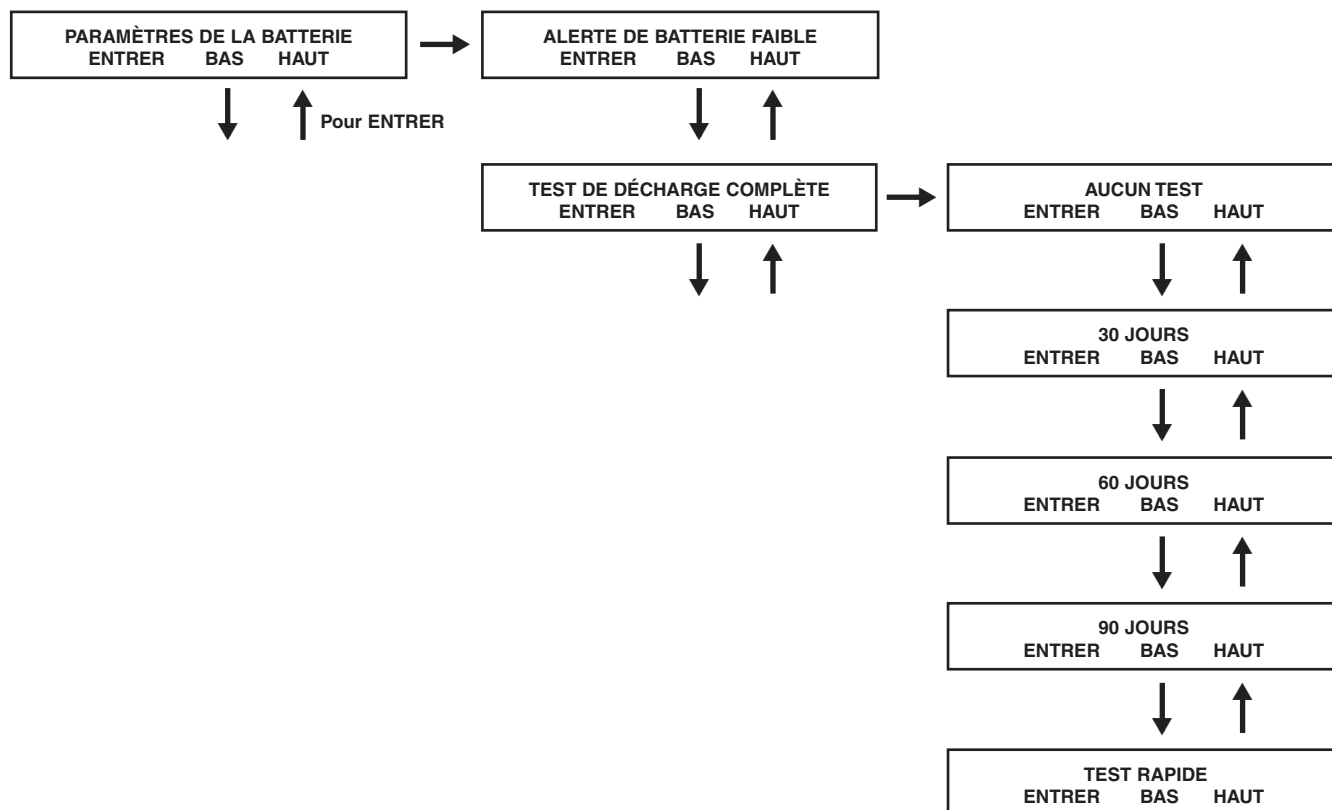 PARAMÈTRES DE LA BATTERIE
ENTRER BAS HAUT
ALERTE DE BATTERIE FAIBLE
ENTRER BAS HAUT
Pour ENTRER
TEST DE DÉCHARGE COMPLÈTE
ENTRER BAS HAUT
AUCUN TEST
ENTRER BAS HAUT
30 JOURS
ENTRER BAS HAUT
60 JOURS
ENTRER BAS HAUT
90 JOURS
ENTRER BAS HAUT
TEST RAPIDE
ENTRER BAS HAUT